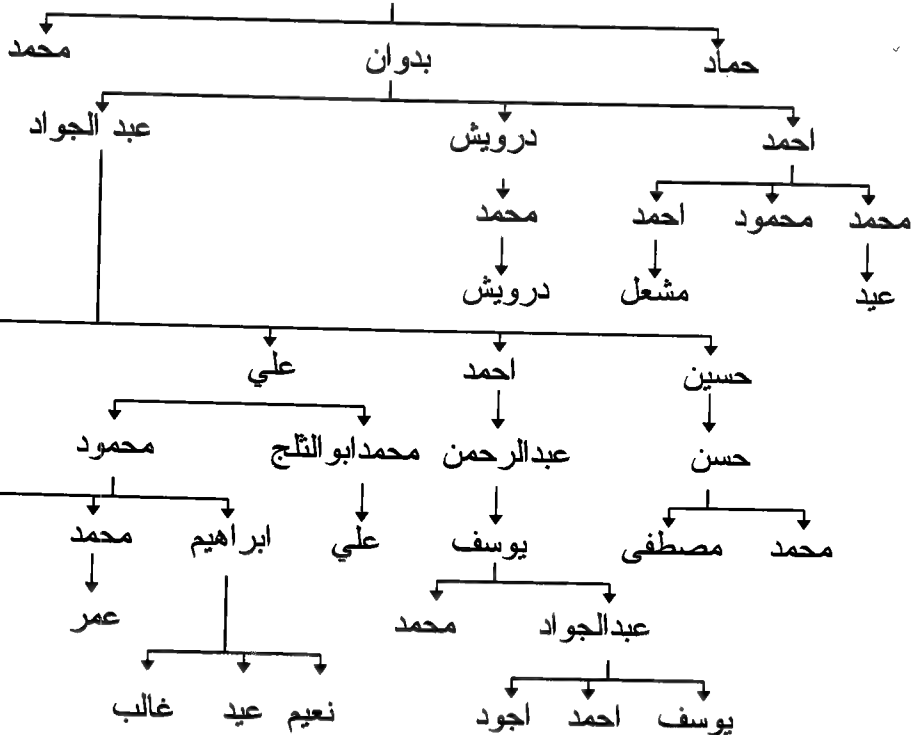 حماد بدوان محمد
احمد درويش عبد الجواد
محمد محمود احمد محمد
عيد مشعل درويش
حسين احمد علي
حسن عبدالرحمن محمدابوالثلج محمود
محمد مصطفى يوسف علي ابراهيم محمد
عبدالجواد محمد عمر
يوسف احمد اجود نعيم عيد غالب